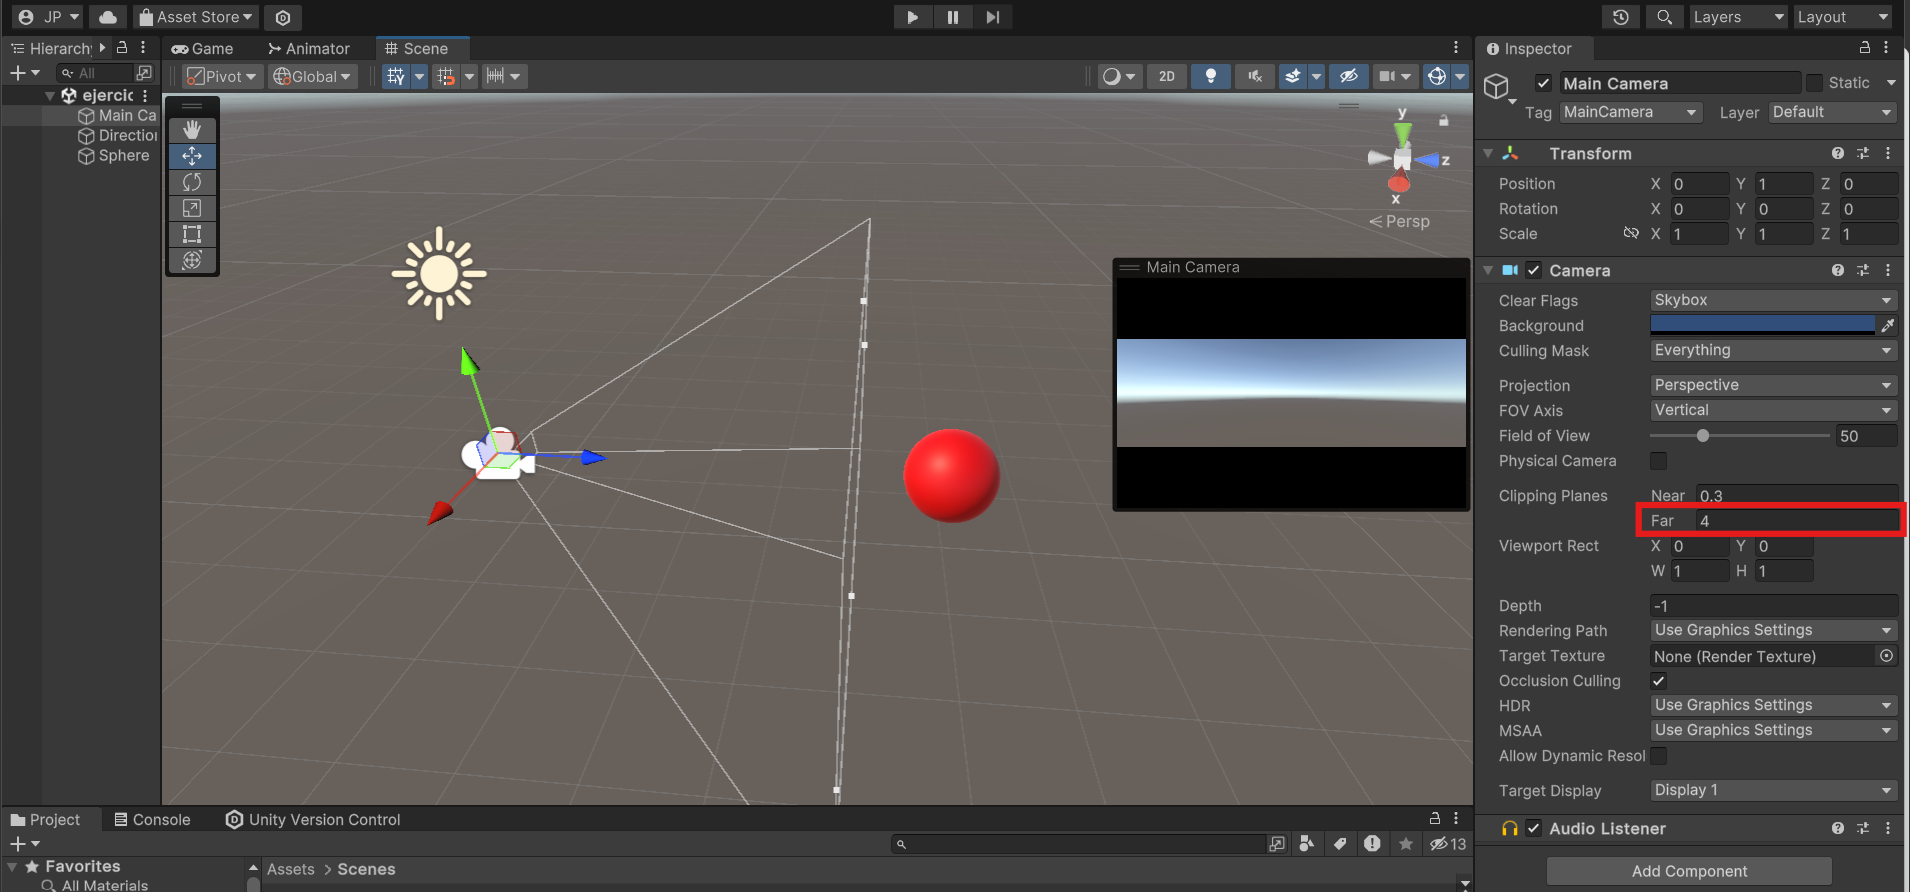 JP Asset Store Layers Layout
Hierarchy Game Animator Scene Inspector
All Pivot Global 2D
ejercic
Main Ca
Direction
Sphere
y
z
x
Persp
Main Camera
Main Camera Static
Tag MainCamera Layer Default
Transform
Position X 0 Y 1 Z 0
Rotation X 0 Y 0 Z 0
Scale X 1 Y 1 Z 1
Camera
Clear Flags Skybox
Background
Culling Mask Everything
Projection Perspective
FOV Axis Vertical
Field of View 50
Physical Camera
Clipping Planes Near 0.3
Far 4
Viewport Rect X 0 Y 0
W 1 H 1
Depth -1
Rendering Path Use Graphics Settings
Target Texture None (Render Texture)
Occlusion Culling
HDR Use Graphics Settings
MSAA Use Graphics Settings
Allow Dynamic Resol
Target Display Display 1
Audio Listener
Add Component
Project Console Unity Version Control
13
Favorites
All Materials
Assets > Scenes